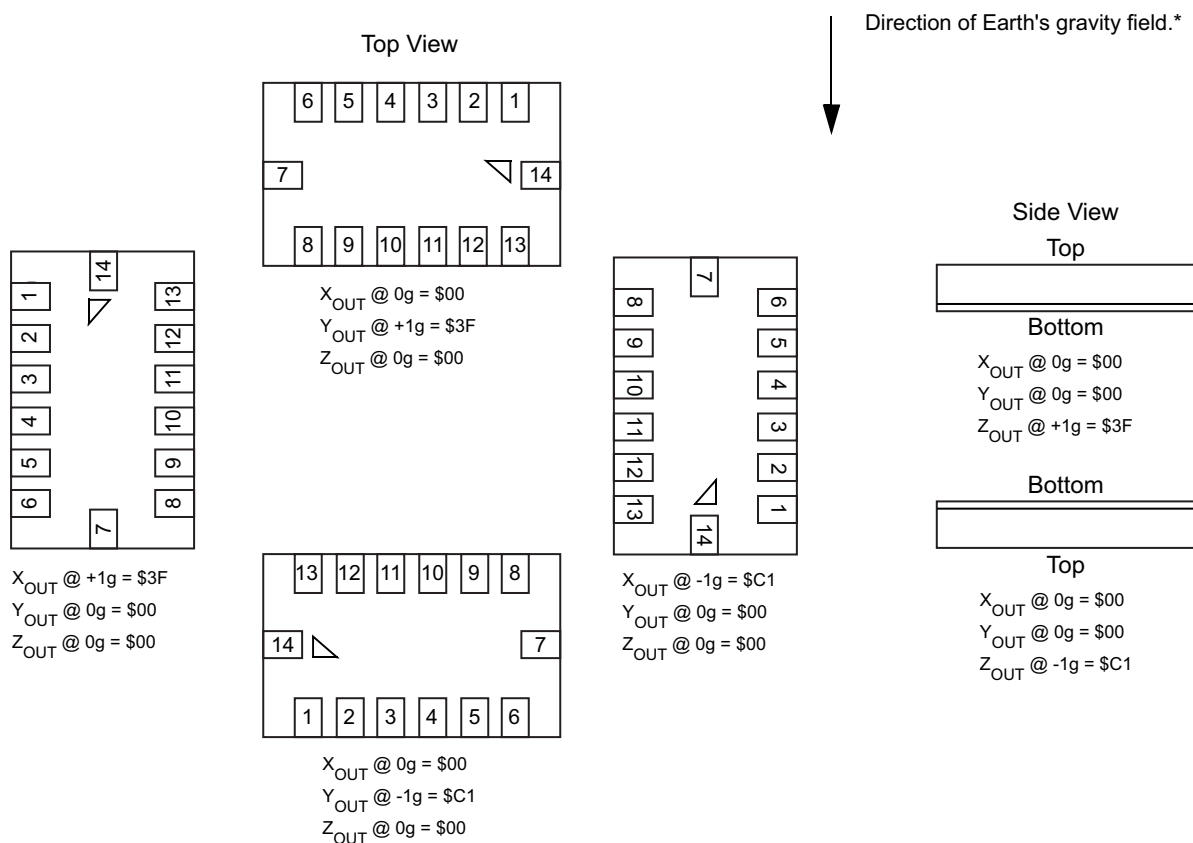 Direction of Earth's gravity field.*
Top View
6 5 4 3 2 1
7 14
8 9 10 11 12 13
X_OUT @ 0g = $00
Y_OUT @ +1g = $3F
Z_OUT @ 0g = $00
14
1 13
2 12
3 11
4 10
5 9
6 8
7
X_OUT @ +1g = $3F
Y_OUT @ 0g = $00
Z_OUT @ 0g = $00
13 12 11 10 9 8
14 7
1 2 3 4 5 6
X_OUT @ 0g = $00
Y_OUT @ -1g = $C1
Z_OUT @ 0g = $00
7
8 6
9 5
10 4
11 3
12 2
13 1
14
X_OUT @ -1g = $C1
Y_OUT @ 0g = $00
Z_OUT @ 0g = $00
Side View
Top
Bottom
X_OUT @ 0g = $00
Y_OUT @ 0g = $00
Z_OUT @ +1g = $3F
Bottom
Top
X_OUT @ 0g = $00
Y_OUT @ 0g = $00
Z_OUT @ -1g = $C1